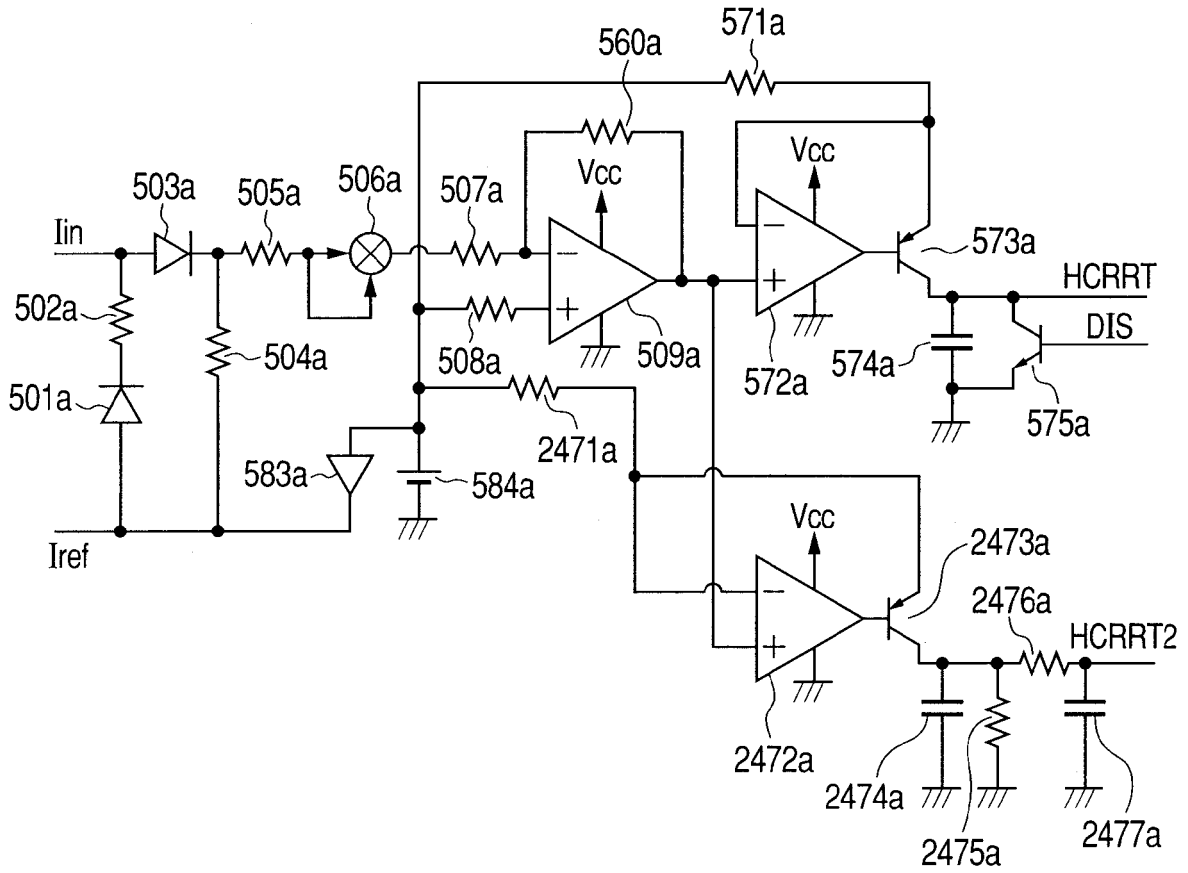 571a
560a
Vcc
Vcc
503a
505a
506a
507a
Iin
573a
HCRRT
502a
DIS
504a
508a
509a
572a
574a
501a
575a
2471a
583a
584a
Iref
Vcc
2473a
2476a
HCRRT2
2472a
2474a
2475a
2477a